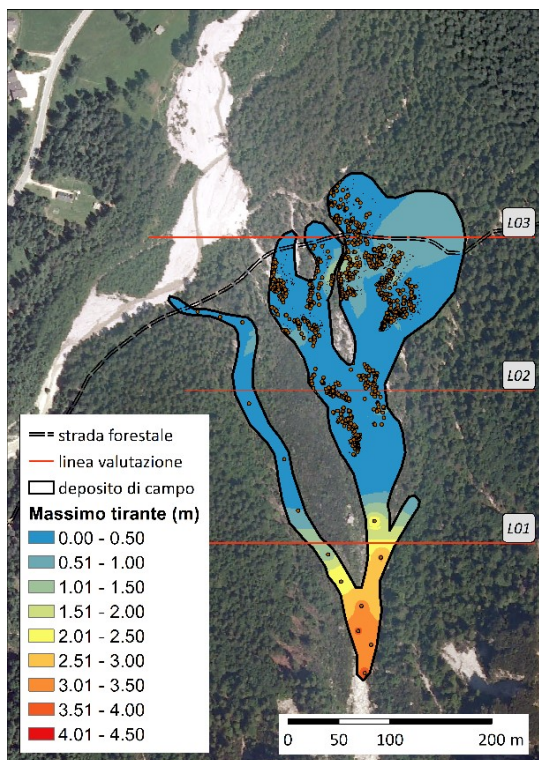 L03
L02
L01
strada forestale
linea valutazione
deposito di campo
Massimo tirante (m)
0.00 - 0.50
0.51 - 1.00
1.01 - 1.50
1.51 - 2.00
2.01 - 2.50
2.51 - 3.00
3.01 - 3.50
3.51 - 4.00
4.01 - 4.50
0 50 100 200 m